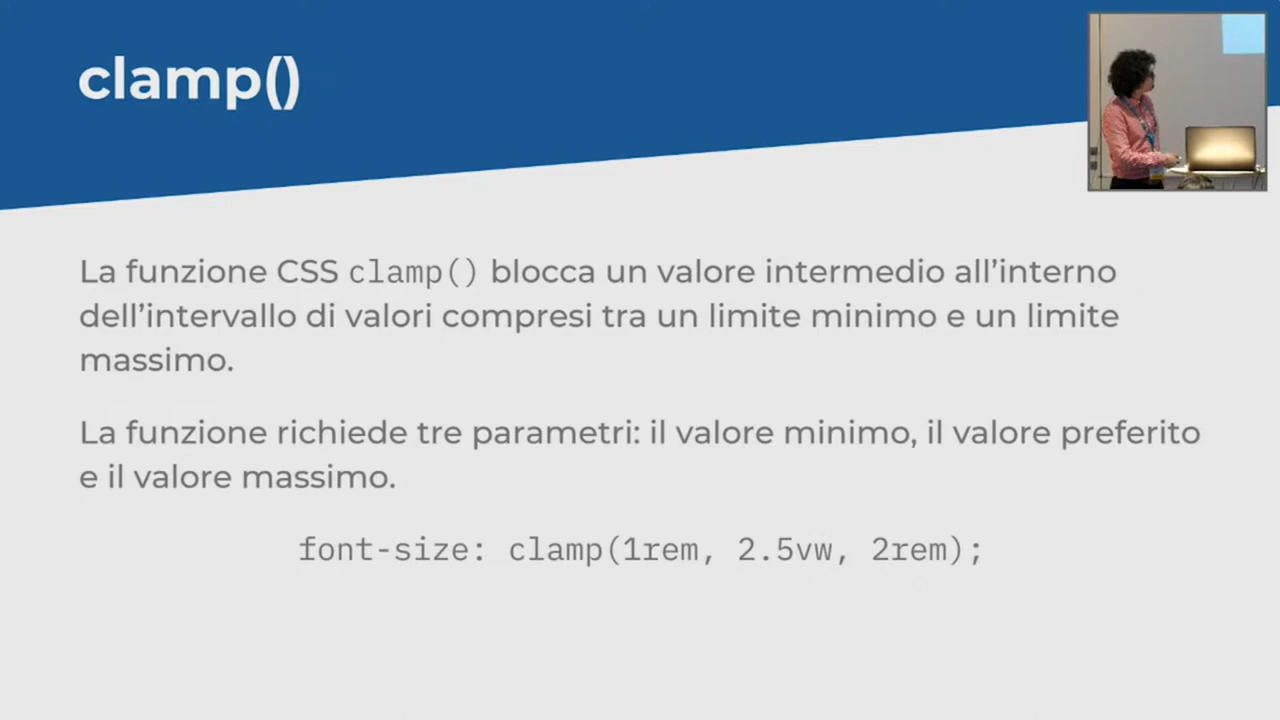 clamp()
La funzione CSS clamp() blocca un valore intermedio all’interno
dell’intervallo di valori compresi tra un limite minimo e un limite
massimo.
La funzione richiede tre parametri: il valore minimo, il valore preferito
e il valore massimo.
font-size: clamp(1rem, 2.5vw, 2rem);